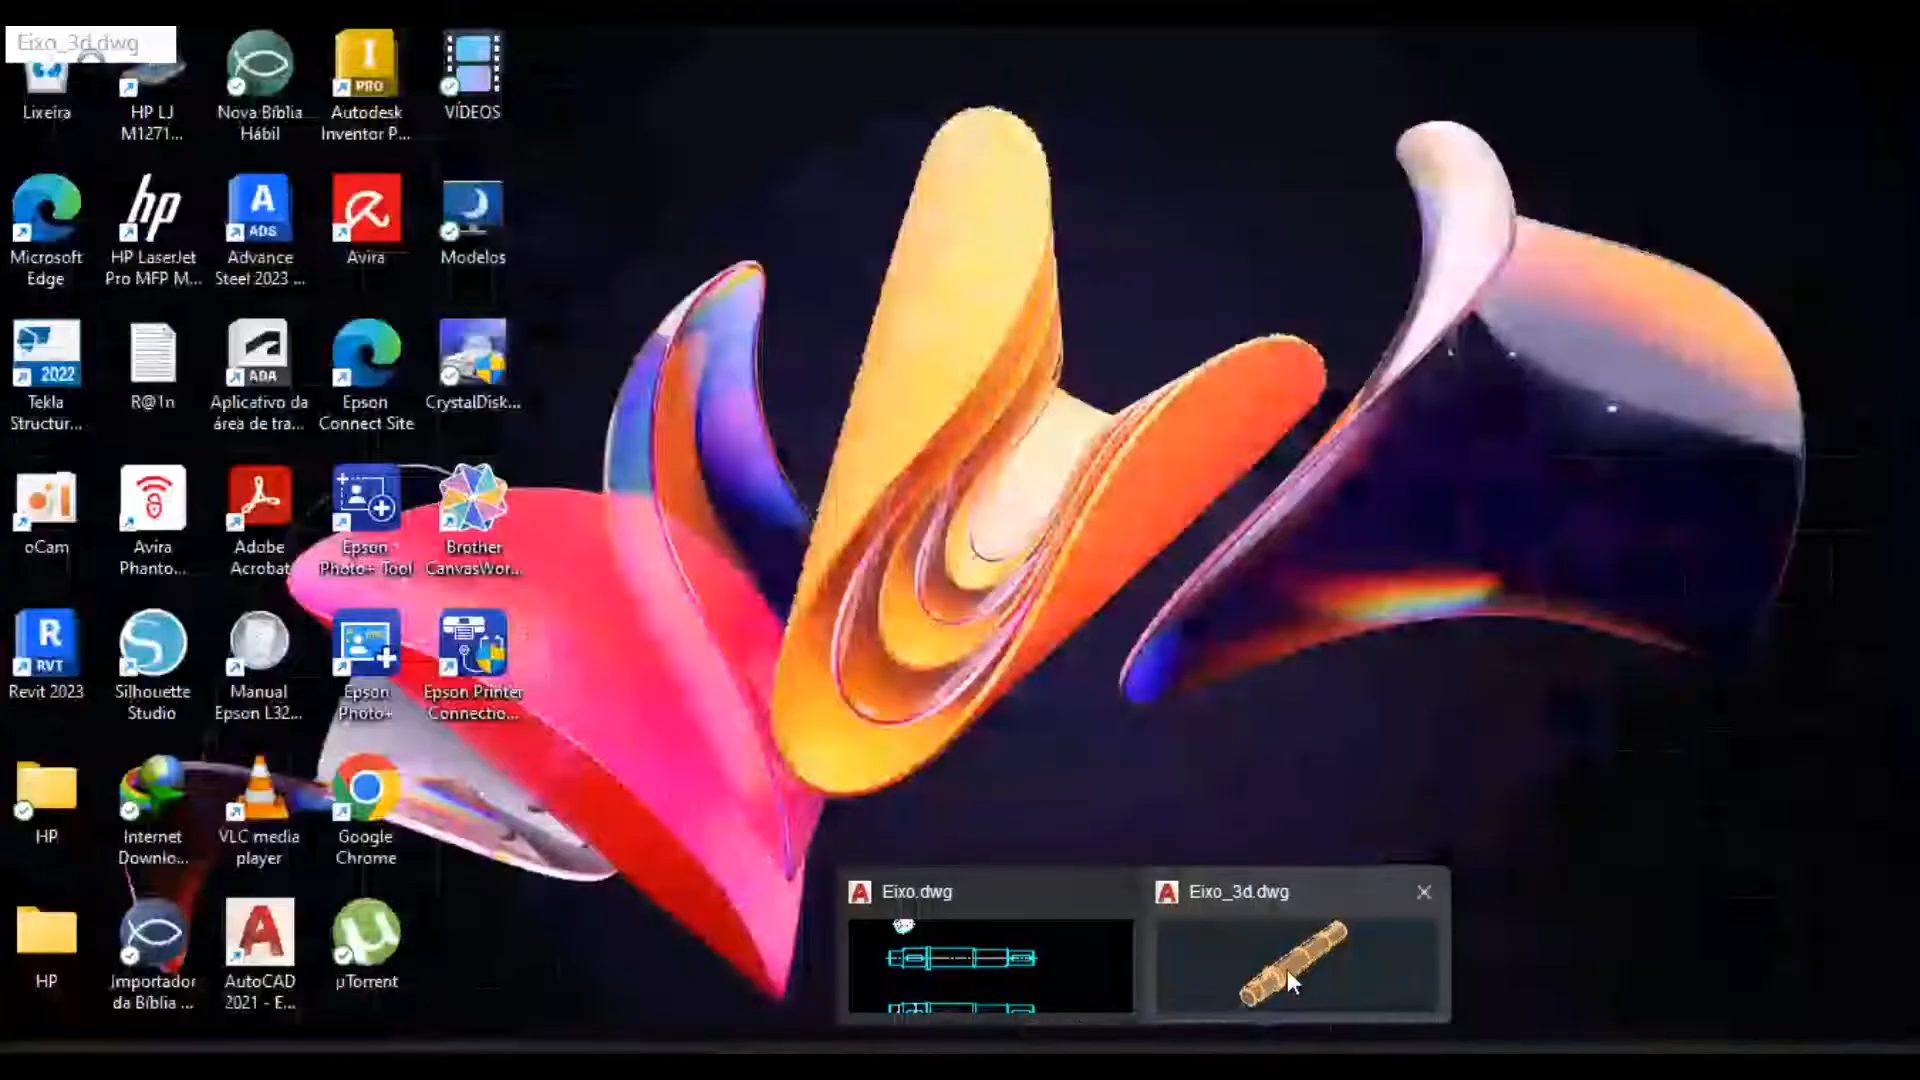 Eixo_3d.dwg
Lixeira
HP LJ
M1271...
Nova Bíblia
Hábil
I
PRO
Autodesk
Inventor P...
VÍDEOS
Microsoft
Edge
hp
HP LaserJet
Pro MFP M...
A
ADS
Advance
Steel 2023 ...
Avira
Modelos
2022
Tekla
Structur...
R@1n
ADA
Aplicativo da
área de tra...
Epson
Connect Site
CrystalDisk...
oCam
Avira
Phanto...
Adobe
Acrobat
Epson
Photo+ Tool
Brother
CanvasWor...
R
RVT
Revit 2023
Silhouette
Studio
Manual
Epson L32...
Epson
Photo+
Epson Printer
Connectio...
HP
Internet
Downlo...
VLC media
player
Google
Chrome
HP
Importador
da Bíblia ...
AutoCAD
2021 - E...
µTorrent
Eixo.dwg
Eixo_3d.dwg